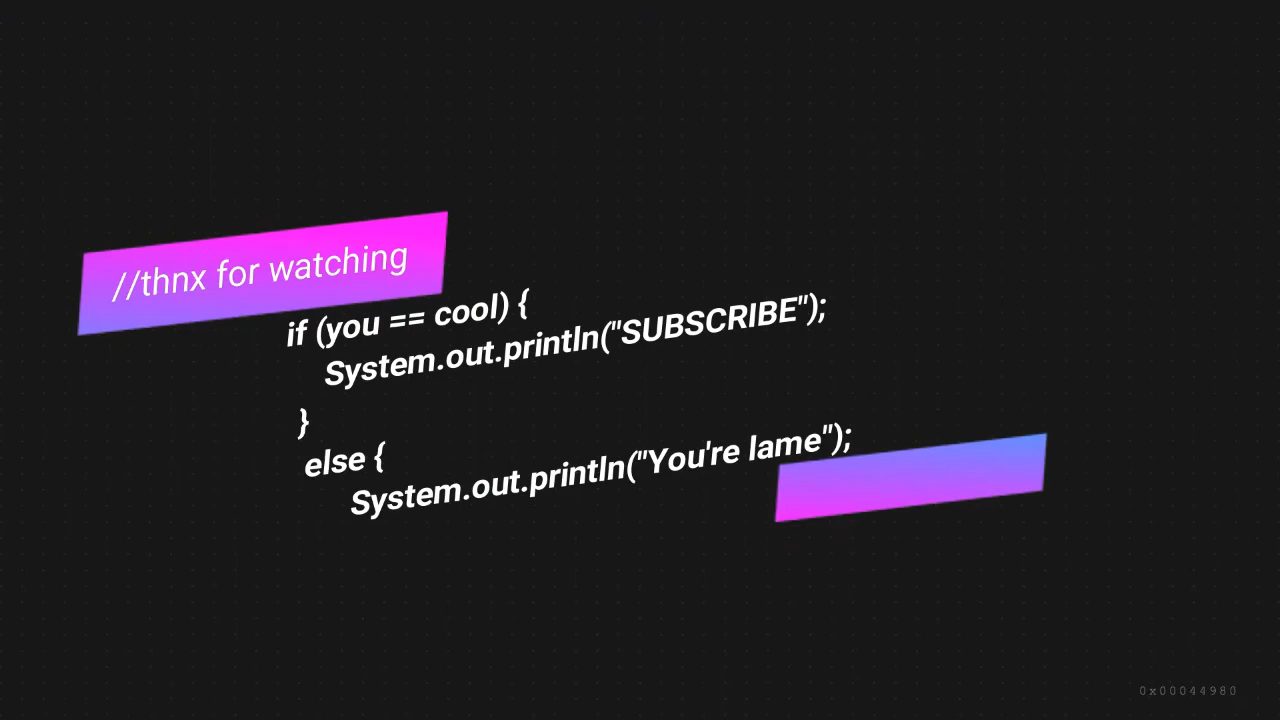 //thnx for watching
if (you == cool) {
System.out.println("SUBSCRIBE");
}
else {
System.out.println("You're lame");
0x00044980